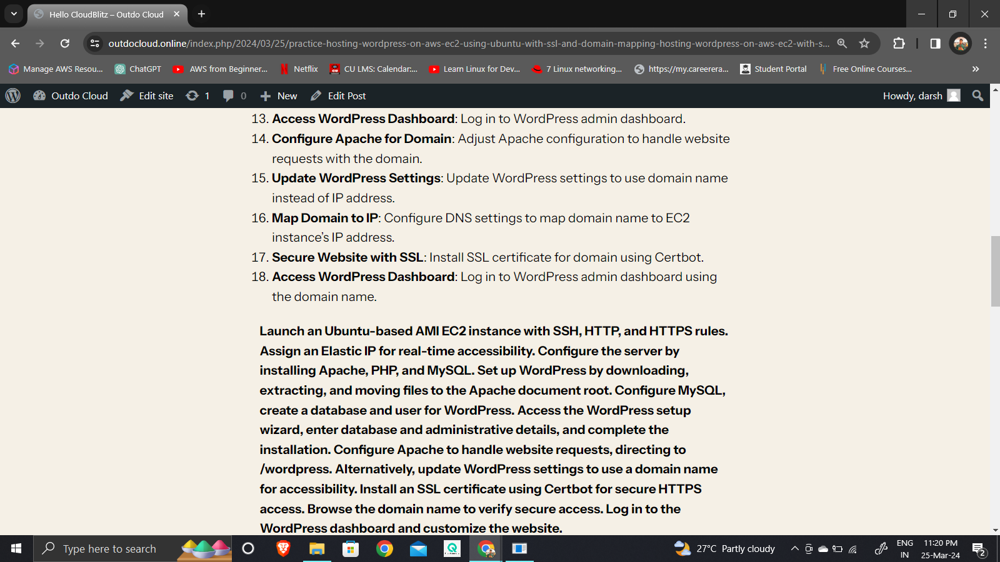 Hello CloudBlitz – Outdo Cloud
outdocloud.online/index.php/2024/03/25/practice-hosting-wordpress-on-aws-ec2-using-ubuntu-with-ssl-and-domain-mapping-hosting-wordpress-on-aws-ec2-with-s...
Manage AWS Resou... ChatGPT AWS from Beginner... Netflix CU LMS: Calendar:... Learn Linux for Dev... 7 Linux networking... https://my.careerera... Student Portal Free Online Courses... »
Outdo Cloud Edit site 1 0 New Edit Post Howdy, darsh
13. Access WordPress Dashboard: Log in to WordPress admin dashboard.
14. Configure Apache for Domain: Adjust Apache configuration to handle website
requests with the domain.
15. Update WordPress Settings: Update WordPress settings to use domain name
instead of IP address.
16. Map Domain to IP: Configure DNS settings to map domain name to EC2
instance’s IP address.
17. Secure Website with SSL: Install SSL certificate for domain using Certbot.
18. Access WordPress Dashboard: Log in to WordPress admin dashboard using
the domain name.
Launch an Ubuntu-based AMI EC2 instance with SSH, HTTP, and HTTPS rules.
Assign an Elastic IP for real-time accessibility. Configure the server by
installing Apache, PHP, and MySQL. Set up WordPress by downloading,
extracting, and moving files to the Apache document root. Configure MySQL,
create a database and user for WordPress. Access the WordPress setup
wizard, enter database and administrative details, and complete the
installation. Configure Apache to handle website requests, directing to
/wordpress. Alternatively, update WordPress settings to use a domain name
for accessibility. Install an SSL certificate using Certbot for secure HTTPS
access. Browse the domain name to verify secure access. Log in to the
WordPress dashboard and customize the website.
Type here to search 27°C Partly cloudy ENG 11:20 PM
IN 25-Mar-24 2